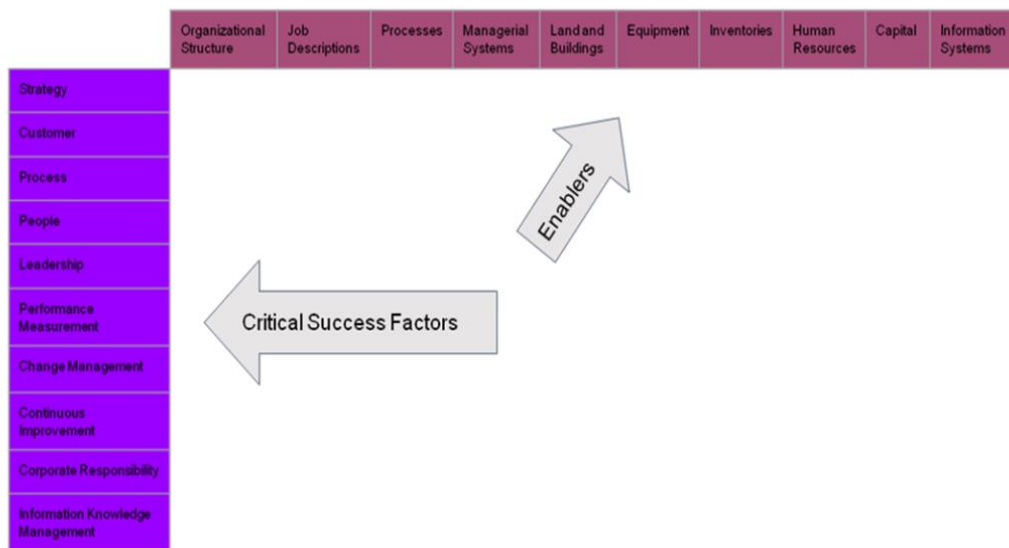 Organizational Structure
Job Descriptions
Processes
Managerial Systems
Land and Buildings
Equipment
Inventories
Human Resources
Capital
Information Systems
Strategy
Customer
Process
People
Leadership
Performance
Measurement
Change Management
Continuous
Improvement
Corporate Responsibility
Information Knowledge
Management
Enablers
Critical Success Factors